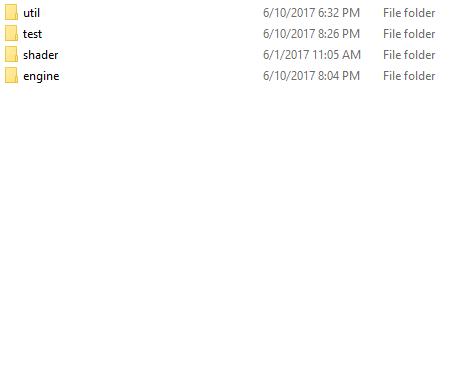 util 6/10/2017 6:32 PM File folder
test 6/10/2017 8:26 PM File folder
shader 6/1/2017 11:05 AM File folder
engine 6/10/2017 8:04 PM File folder